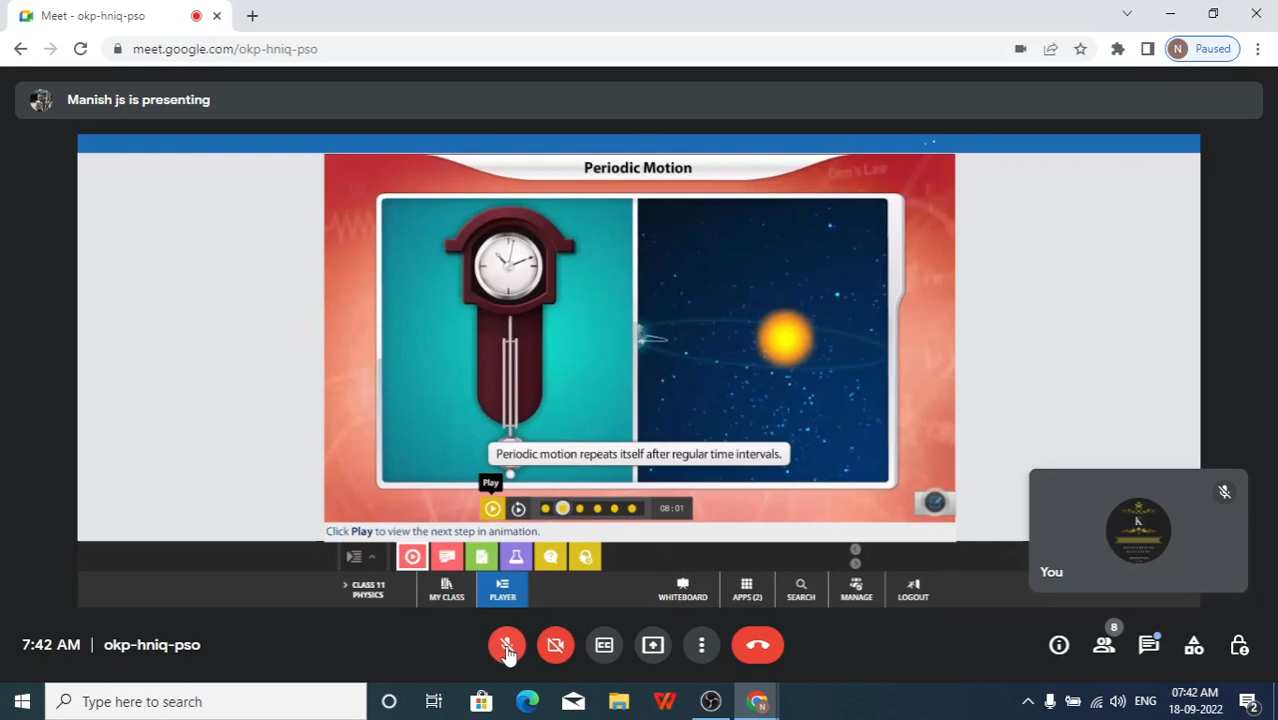 Meet - okp-hniq-pso
meet.google.com/okp-hniq-pso
N Paused
Manish js is presenting
Periodic Motion
Ohm's Law
Periodic motion repeats itself after regular time intervals.
Play
08:01
Click Play to view the next step in animation.
K
You
CLASS 11
PHYSICS
MY CLASS
PLAYER
WHITEBOARD
APPS (2)
SEARCH
MANAGE
LOGOUT
7:42 AM | okp-hniq-pso
CC
8
Type here to search
ENG
07:42 AM
18-09-2022
2